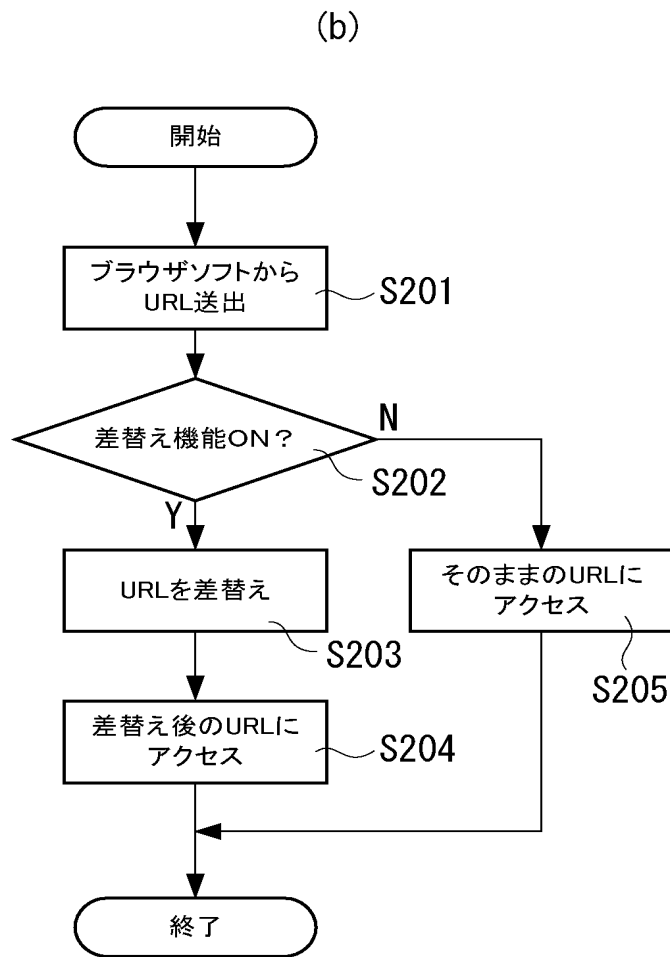 (b)
開始
ブラウザソフトから
URL送出
S201
差替え機能ON？
N
S202
Y
URLを差替え
S203
そのままのURLに
アクセス
S205
差替え後のURLに
アクセス
S204
終了